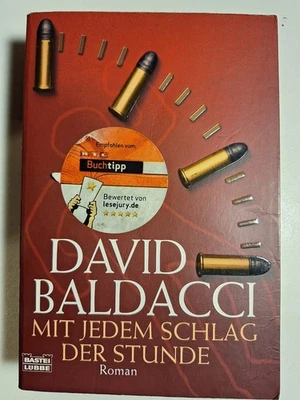 Empfohlen vom
Buchtipp
Bewertet von
lesejury.de
DAVID
BALDACCI
MIT JEDEM SCHLAG
DER STUNDE
Roman
BASTEI
LÜBBE